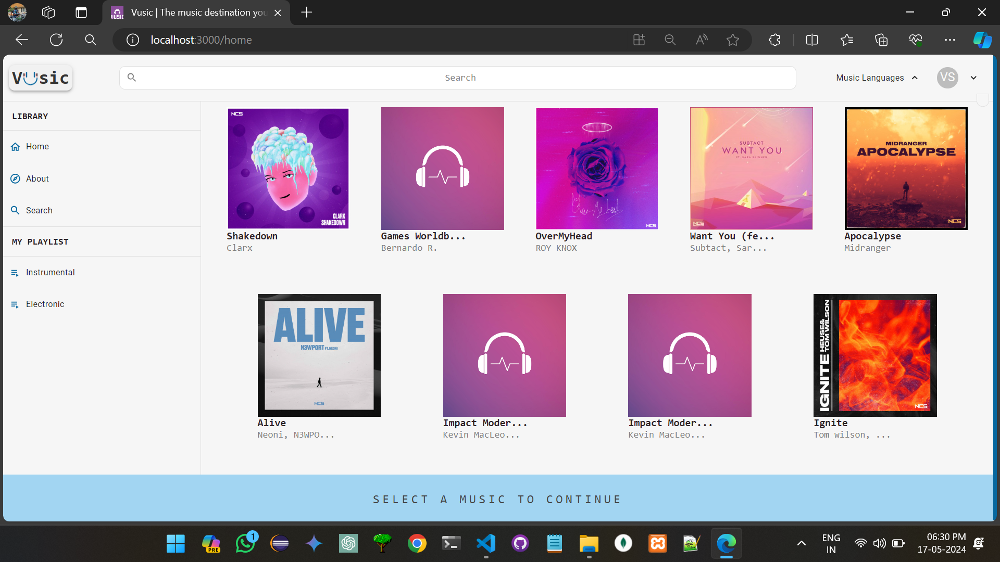 VUSIC
Vusic | The music destination you
localhost:3000/home
Vusic
Search
Music Languages
VS
LIBRARY
Home
About
Search
MY PLAYLIST
Instrumental
Electronic
NCS
CLARX
SHAKEDOWN
Shakedown
Clarx
Games Worldb...
Bernardo R.
Over My Head
NCS
OverMyHead
ROY KNOX
SUBTACT
WANT YOU
FT. SARA SKINNER
NCS
Want You (fe...
Subtact, Sar...
MIDRANGER
APOCALYPSE
NCS
Apocalypse
Midranger
ALIVE
N3WPORT FT. NEONI
NCS
Alive
Neoni, N3WPO...
Impact Moder...
Kevin MacLeo...
Impact Moder...
Kevin MacLeo...
IGNITE
HEUSE&
TOM WILSON
NCS
Ignite
Tom wilson, ...
SELECT A MUSIC TO CONTINUE
PRE
1
ENG
IN
06:30 PM
17-05-2024